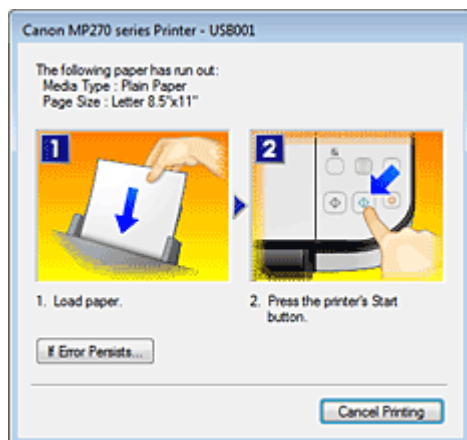 Canon MP270 series Printer - USB001
The following paper has run out:
Media Type : Plain Paper
Page Size : Letter 8.5"x11"
1
2
1. Load paper.
2. Press the printer's Start
button.
If Error Persists...
Cancel Printing